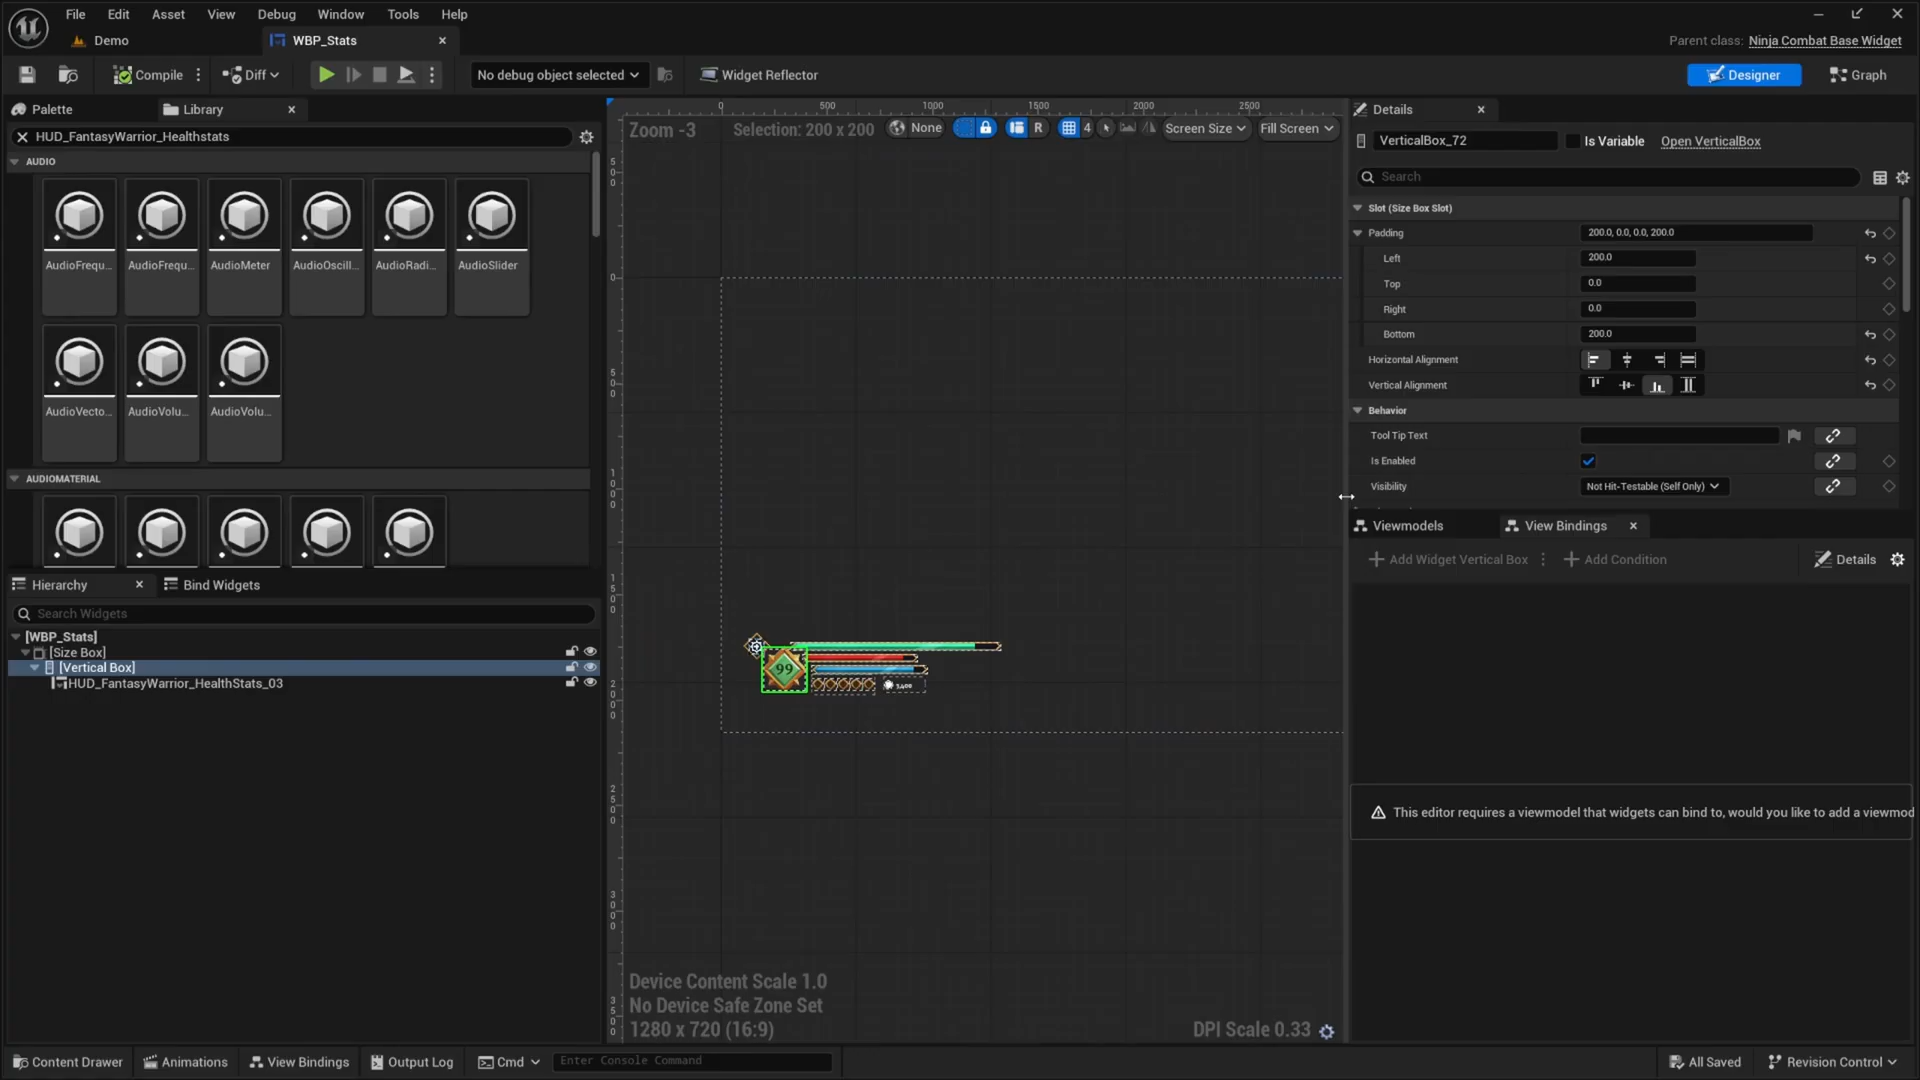 File Edit Asset View Debug Window Tools Help
Demo
WBP_Stats
Parent class: Ninja Combat Base Widget
Compile
Diff
No debug object selected
Widget Reflector
Designer
Graph
Palette
Library
HUD_FantasyWarrior_Healthstats
AUDIO
AudioFrequ...
AudioFrequ...
AudioMeter
AudioOscill...
AudioRadi...
AudioSlider
AudioVecto...
AudioVolu...
AudioVolu...
AUDIOMATERIAL
Hierarchy
Bind Widgets
Search Widgets
[WBP_Stats]
[Size Box]
[Vertical Box]
HUD_FantasyWarrior_HealthStats_03
0 500 1000 1500 2000 2500
Zoom -3
Selection: 200 x 200
None
R
4
Screen Size
Fill Screen
500
0
500
1000
1500
2000
2500
3000
99
Device Content Scale 1.0
No Device Safe Zone Set
1280 x 720 (16:9)
DPI Scale 0.33
Details
VerticalBox_72
Is Variable
Open VerticalBox
Search
Slot (Size Box Slot)
Padding
200.0, 0.0, 0.0, 200.0
Left
200.0
Top
0.0
Right
0.0
Bottom
200.0
Horizontal Alignment
Vertical Alignment
Behavior
Tool Tip Text
Is Enabled
Visibility
Not Hit-Testable (Self Only)
Viewmodels
View Bindings
Add Widget Vertical Box
Add Condition
Details
This editor requires a viewmodel that widgets can bind to, would you like to add a viewmod
Content Drawer
Animations
View Bindings
Output Log
Cmd
Enter Console Command
All Saved
Revision Control